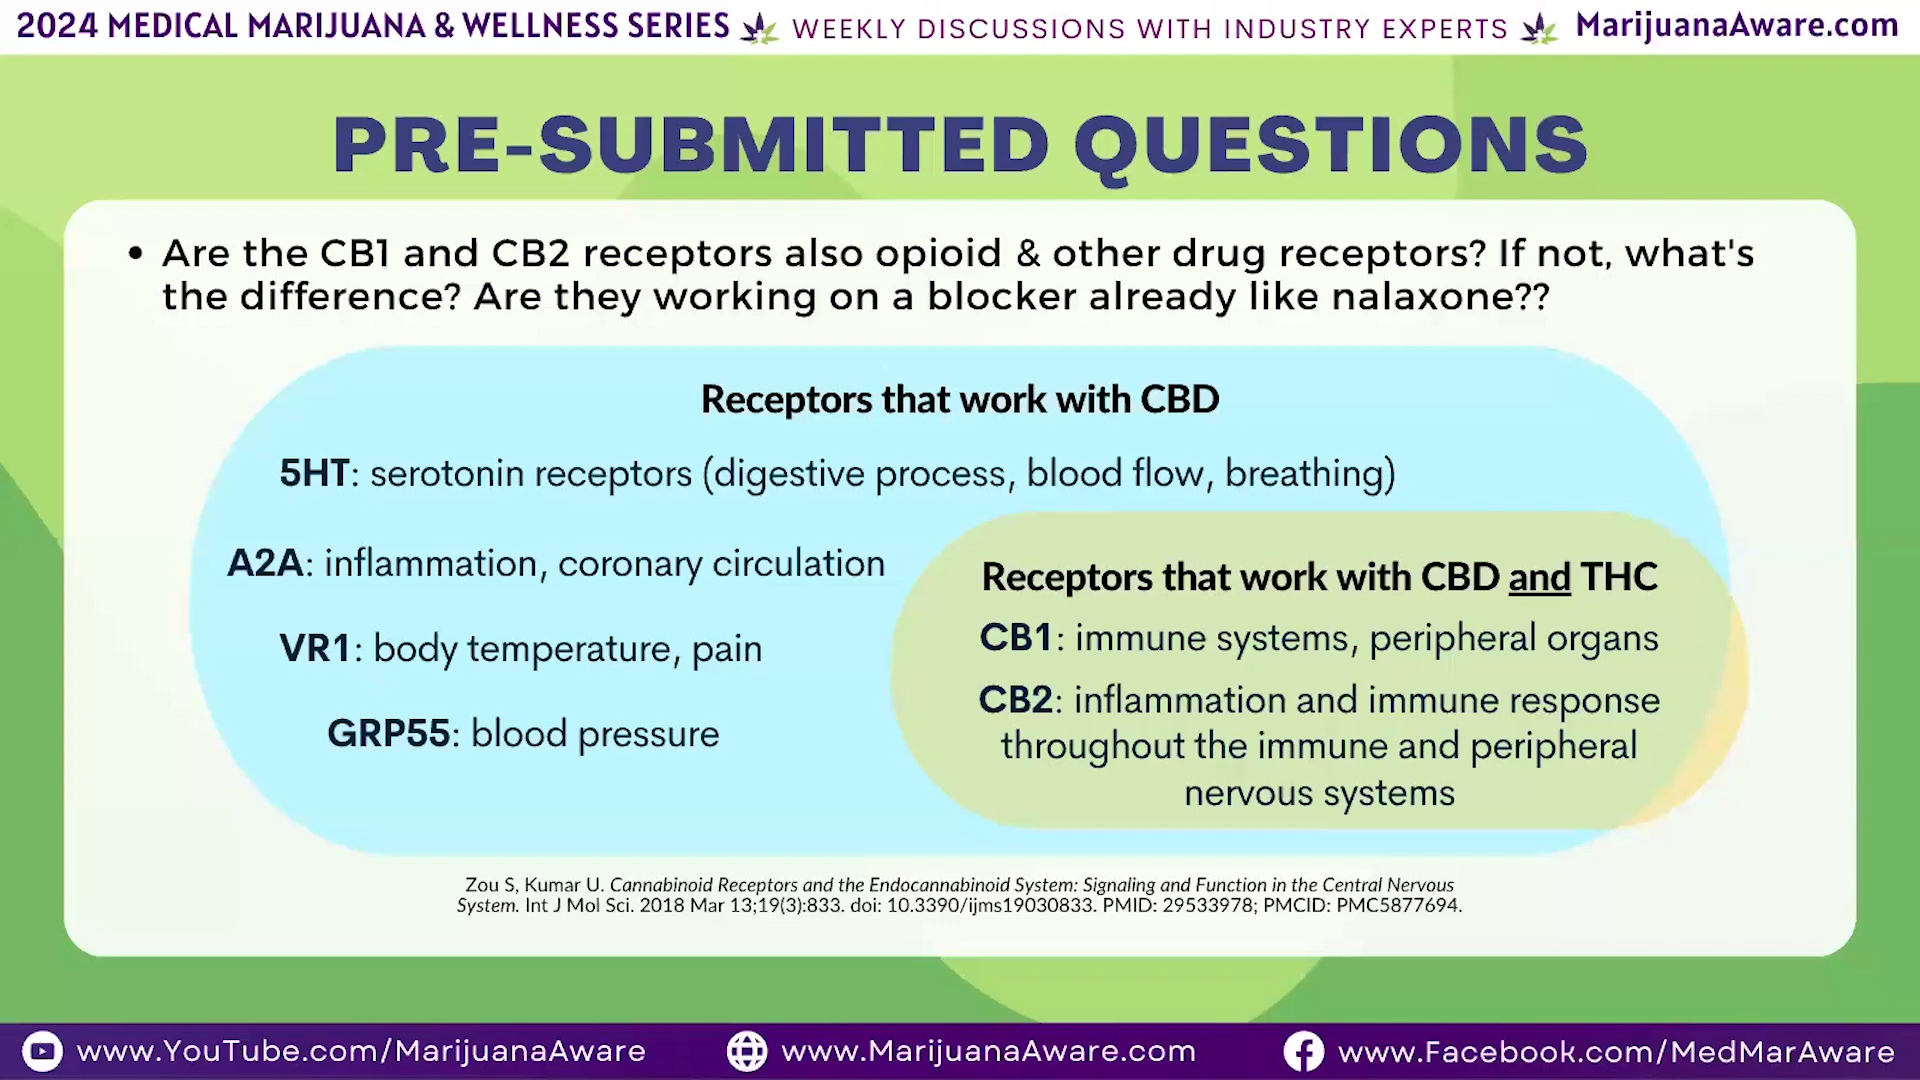 2024 MEDICAL MARIJUANA & WELLNESS SERIES WEEKLY DISCUSSIONS WITH INDUSTRY EXPERTS MarijuanaAware.com
PRE-SUBMITTED QUESTIONS
• Are the CB1 and CB2 receptors also opioid & other drug receptors? If not, what's
the difference? Are they working on a blocker already like nalaxone??
Receptors that work with CBD
5HT: serotonin receptors (digestive process, blood flow, breathing)
A2A: inflammation, coronary circulation
VR1: body temperature, pain
GRP55: blood pressure
Receptors that work with CBD and THC
CB1: immune systems, peripheral organs
CB2: inflammation and immune response
throughout the immune and peripheral
nervous systems
Zou S, Kumar U. Cannabinoid Receptors and the Endocannabinoid System: Signaling and Function in the Central Nervous
System. Int J Mol Sci. 2018 Mar 13;19(3):833. doi: 10.3390/ijms19030833. PMID: 29533978; PMCID: PMC5877694.
www.YouTube.com/MarijuanaAware www.MarijuanaAware.com www.Facebook.com/MedMarAware